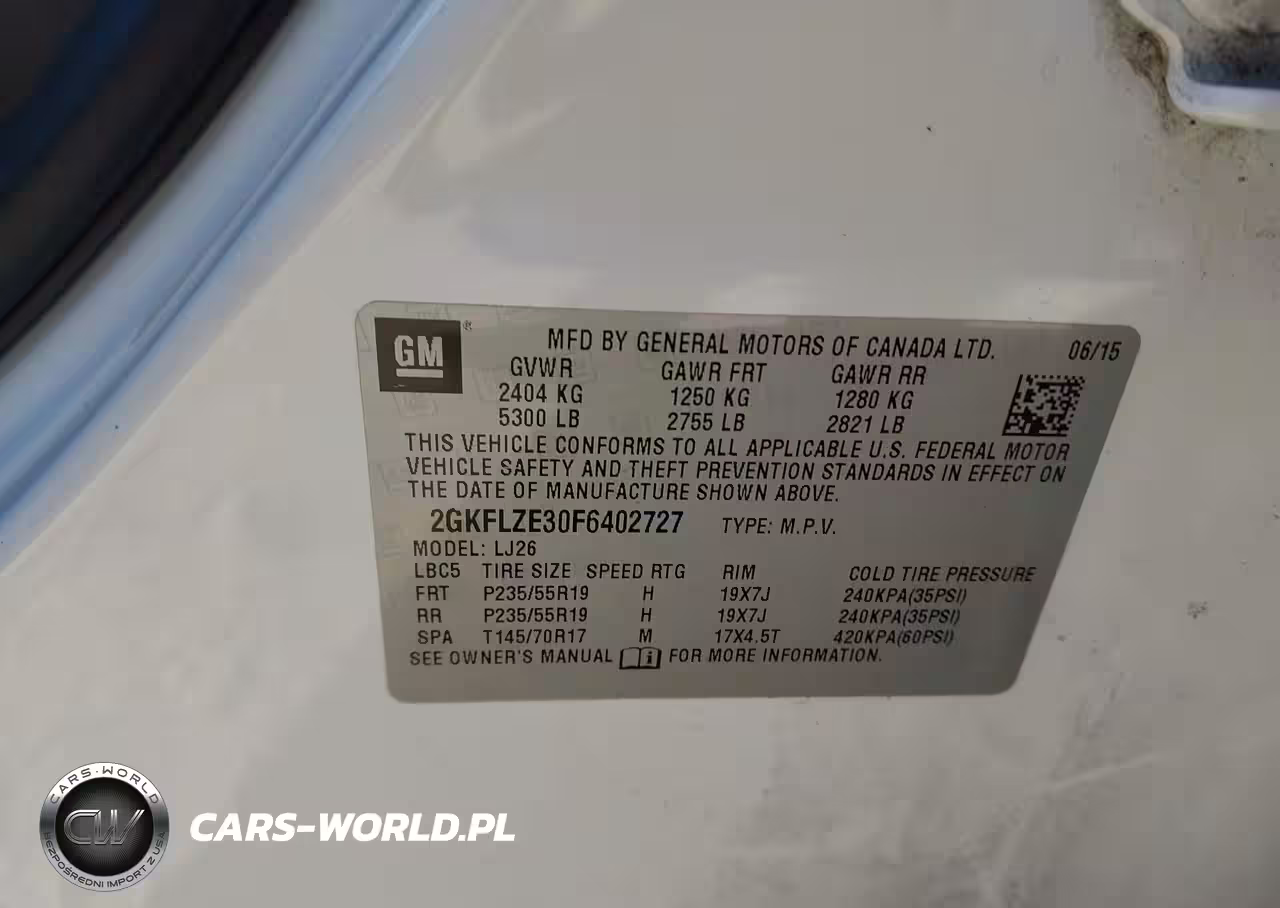 GM ®
MFD BY GENERAL MOTORS OF CANADA LTD. 06/15
GVWR GAWR FRT GAWR RR
2404 KG 1250 KG 1280 KG
5300 LB 2755 LB 2821 LB
THIS VEHICLE CONFORMS TO ALL APPLICABLE U.S. FEDERAL MOTOR
VEHICLE SAFETY AND THEFT PREVENTION STANDARDS IN EFFECT ON
THE DATE OF MANUFACTURE SHOWN ABOVE.
2GKFLZE30F6402727 TYPE: M.P.V.
MODEL: LJ26
LBC5 TIRE SIZE SPEED RTG RIM COLD TIRE PRESSURE
FRT P235/55R19 H 19X7J 240KPA(35PSI)
RR P235/55R19 H 19X7J 240KPA(35PSI)
SPA T145/70R17 M 17X4.5T 420KPA(60PSI)
SEE OWNER'S MANUAL i FOR MORE INFORMATION.
CARS-WORLD
CW
BEZPOŚREDNI IMPORT Z USA
CARS-WORLD.PL